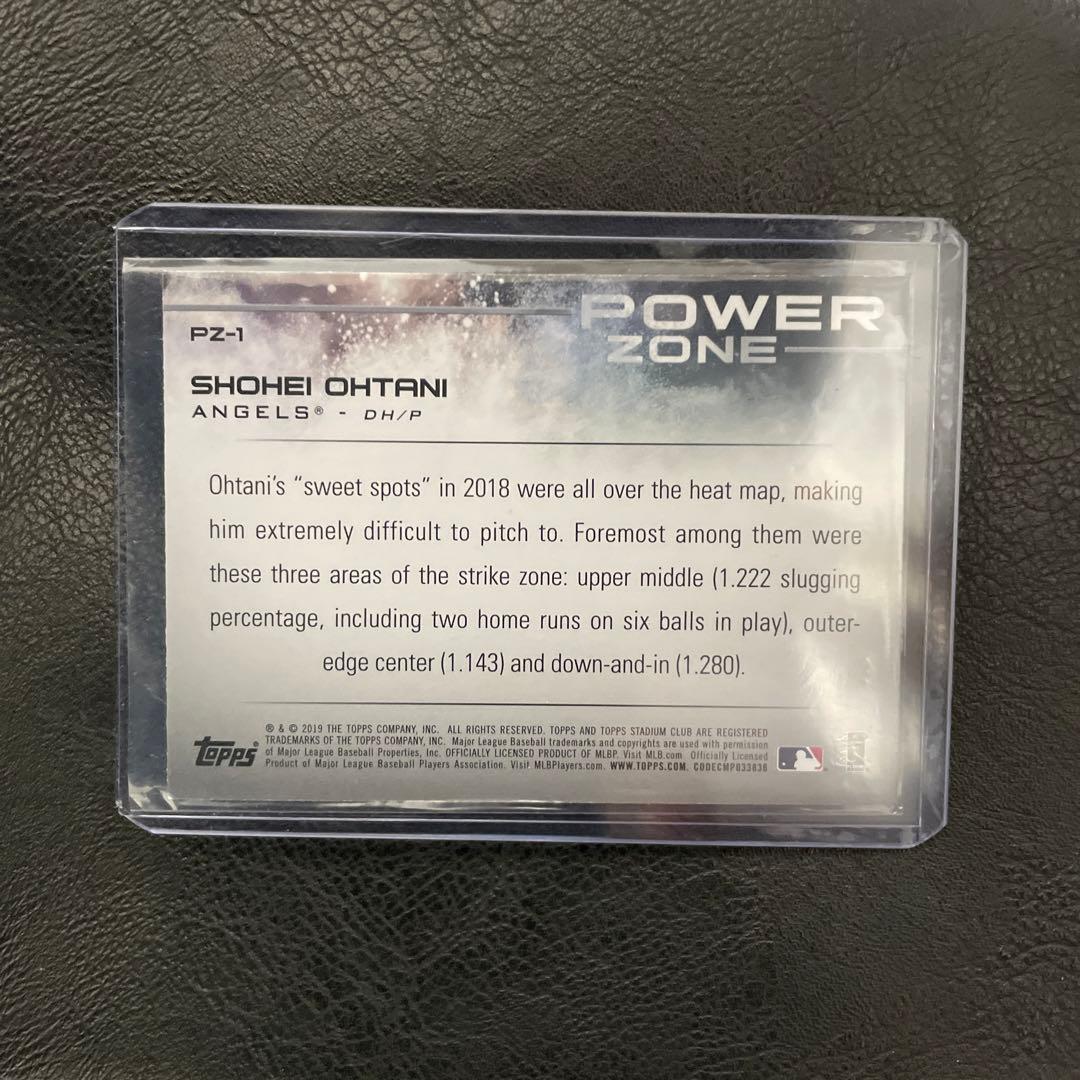 POWER
ZONE
PZ-1
SHOHEI OHTANI
ANGELS® - DH/P
Ohtani's "sweet spots" in 2018 were all over the heat map, making
him extremely difficult to pitch to. Foremost among them were
these three areas of the strike zone: upper middle (1.222 slugging
percentage, including two home runs on six balls in play), outer-
edge center (1.143) and down-and-in (1.280).
topps®
® & © 2019 THE TOPPS COMPANY, INC. ALL RIGHTS RESERVED. TOPPS AND TOPPS STADIUM CLUB ARE REGISTERED
TRADEMARKS OF THE TOPPS COMPANY, INC. Major League Baseball trademarks and copyrights are used with permission
of Major League Baseball Properties, Inc. OFFICIALLY LICENSED PRODUCT OF MLBP. Visit MLB.com Officially Licensed
Product of Major League Baseball Players Association. Visit MLBPlayers.com. WWW.TOPPS.COM. CODECMP033836